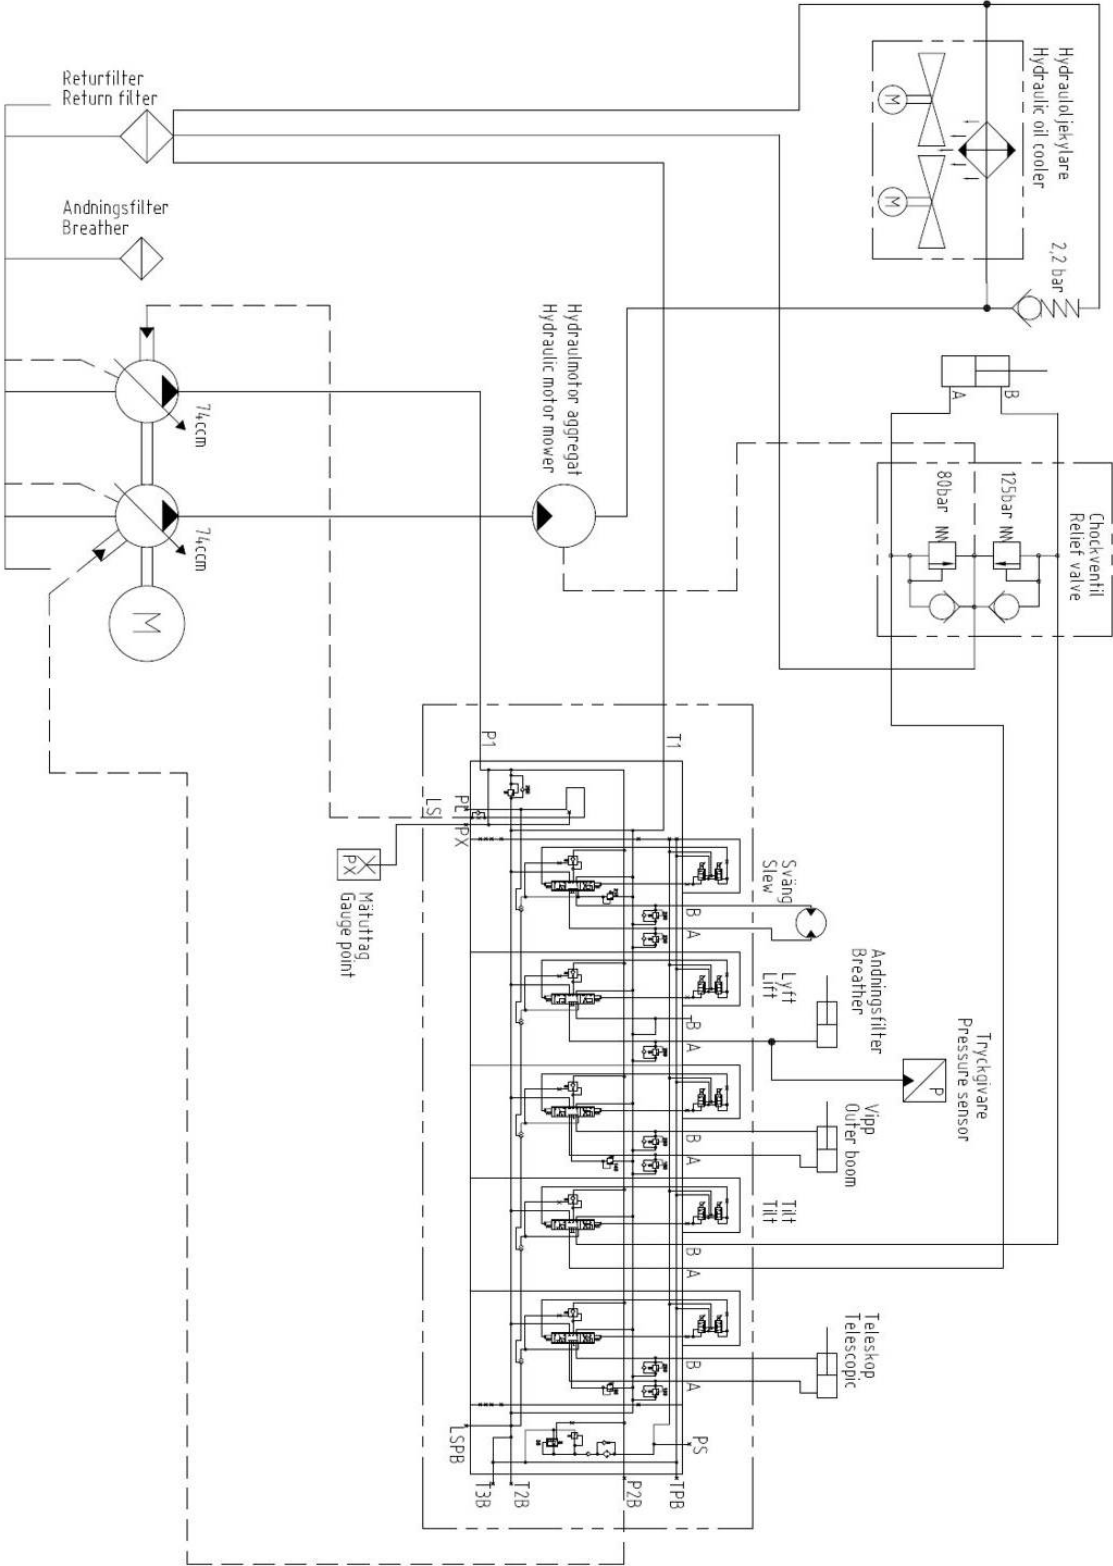 Returfilter
Return filter
Andningsfilter
Breather
74ccm
74ccm
M
Hydraulmotor aggregat
Hydraulic motor mower
Hydrauloljekylare
Hydraulic oil cooler
M
M
2,2 bar
A
B
80bar
125bar
Chockventil
Relief valve
P1
T1
PL
LS
PX
PX
Mätuttag
Gauge point
Sväng
Slew
B
A
Lyft
Lift
B
A
Andningsfilter
Breather
Tryckgivare
Pressure sensor
P
Vipp
Outer boom
B
A
Tilt
Tilt
B
A
Teleskop
Telescopic
B
A
LSPB
PS
T3B
T2B
P2B
TPB